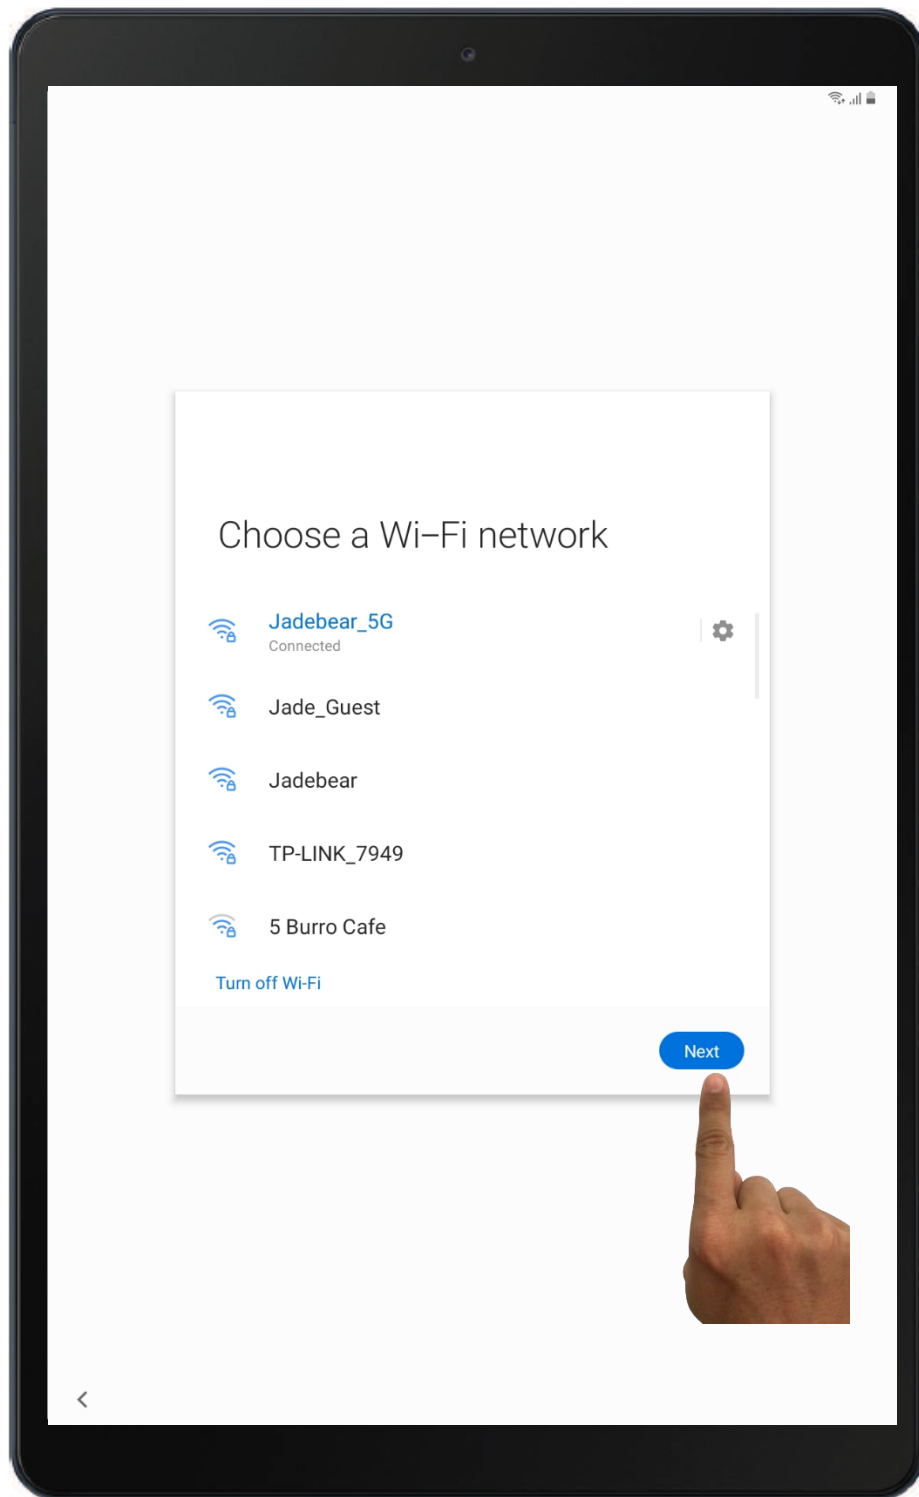 Choose a Wi-Fi network
Jadebear_5G
Connected
Jade_Guest
Jadebear
TP-LINK_7949
5 Burro Cafe
Turn off Wi-Fi
Next